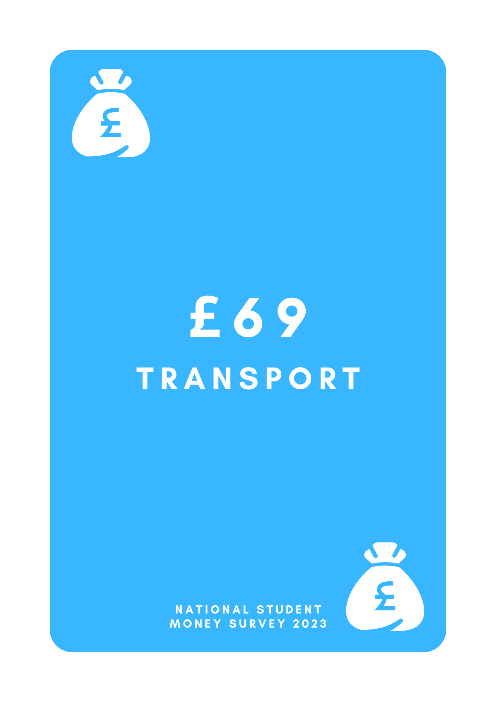 £
£69
TRANSPORT
NATIONAL STUDENT
MONEY SURVEY 2023
£